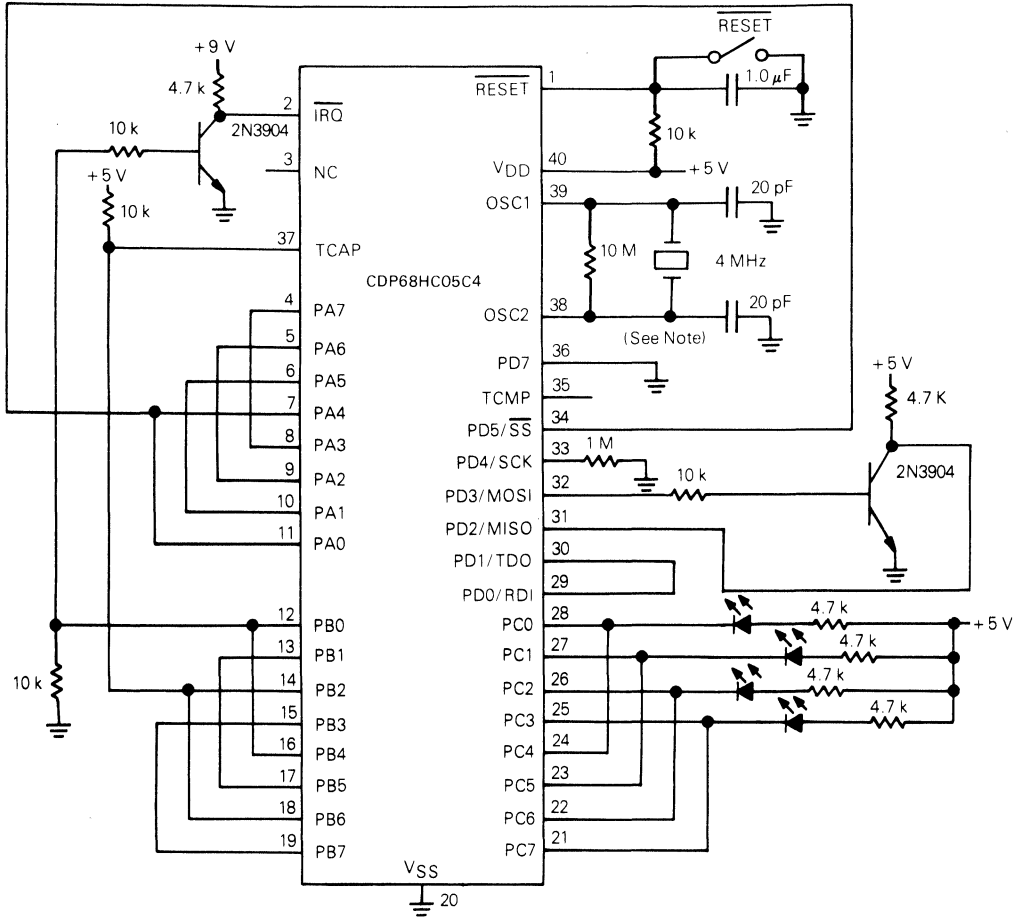 RESET
+9 V
4.7 k
2
IRQ
2N3904
10 k
3
NC
+5 V
10 k
37
TCAP
CDP68HC05C4
4
PA7
5
PA6
6
PA5
7
PA4
8
PA3
9
PA2
10
PA1
11
PA0
12
PB0
13
PB1
14
PB2
15
PB3
16
PB4
17
PB5
18
PB6
19
PB7
10 k
VSS
20
RESET
1
1.0 µF
10 k
VDD
40
+5 V
OSC1
39
20 pF
10 M
4 MHz
OSC2
38
20 pF
(See Note)
PD7
36
TCMP
35
PD5/SS
34
PD4/SCK
33
1 M
PD3/MOSI
32
10 k
+5 V
4.7 K
2N3904
PD2/MISO
31
PD1/TDO
30
PD0/RDI
29
PC0
28
4.7 k
+5 V
PC1
27
4.7 k
PC2
26
4.7 k
PC3
25
4.7 k
PC4
24
PC5
23
PC6
22
PC7
21